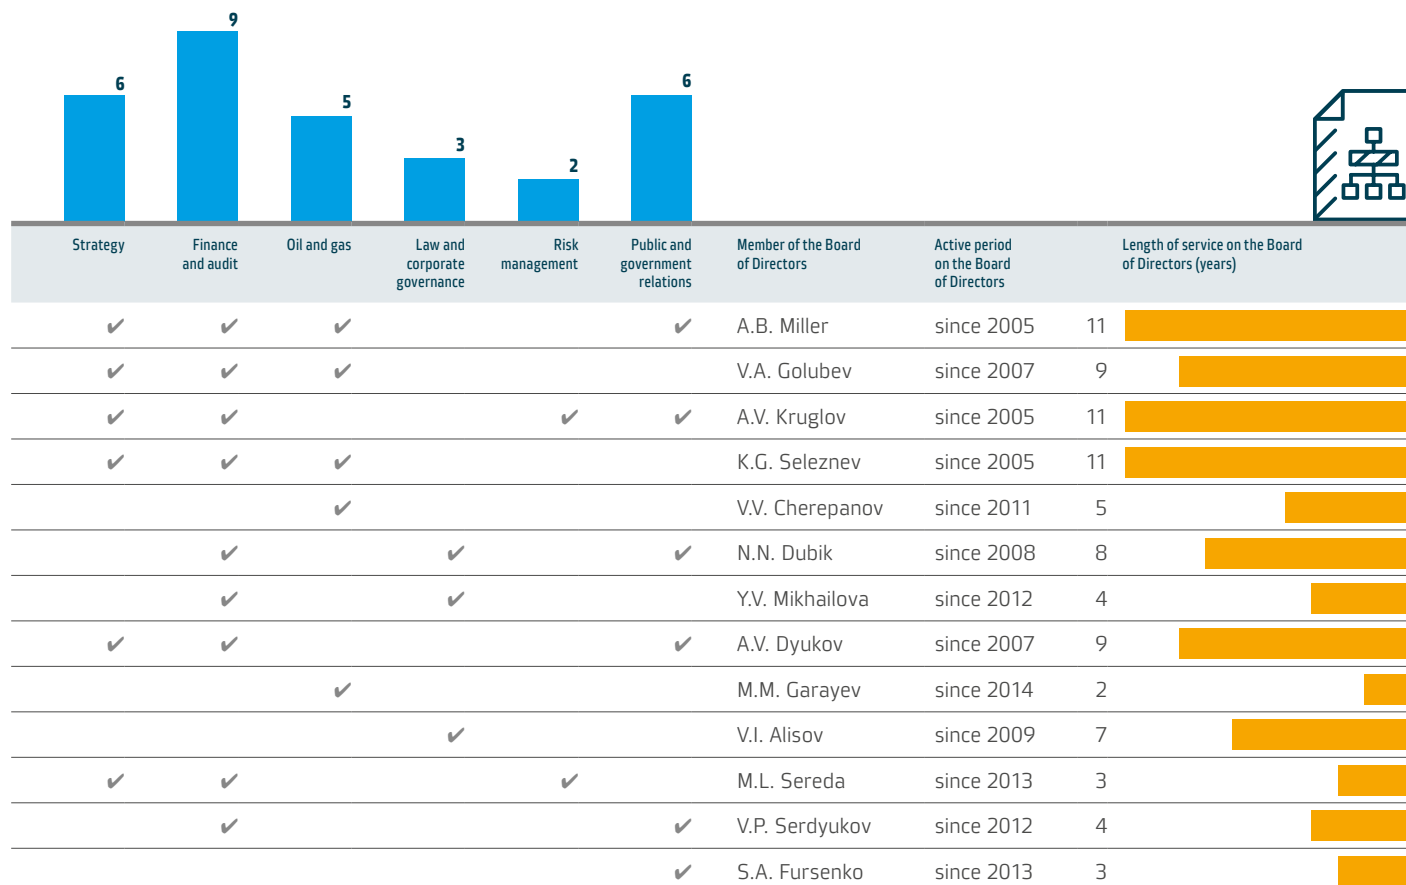 9
6
6
5
3
2
Strategy
Finance
and audit
Oil and gas
Law and
corporate
governance
Risk
management
Public and
government
relations
Member of the Board
of Directors
Active period
on the Board
of Directors
Length of service on the Board
of Directors (years)
✔ ✔ ✔ ✔ A.B. Miller since 2005 11
✔ ✔ ✔ V.A. Golubev since 2007 9
✔ ✔ ✔ ✔ A.V. Kruglov since 2005 11
✔ ✔ ✔ K.G. Seleznev since 2005 11
✔ V.V. Cherepanov since 2011 5
✔ ✔ ✔ N.N. Dubik since 2008 8
✔ ✔ Y.V. Mikhailova since 2012 4
✔ ✔ ✔ A.V. Dyukov since 2007 9
✔ M.M. Garayev since 2014 2
✔ V.I. Alisov since 2009 7
✔ ✔ ✔ M.L. Sereda since 2013 3
✔ ✔ V.P. Serdyukov since 2012 4
✔ S.A. Fursenko since 2013 3